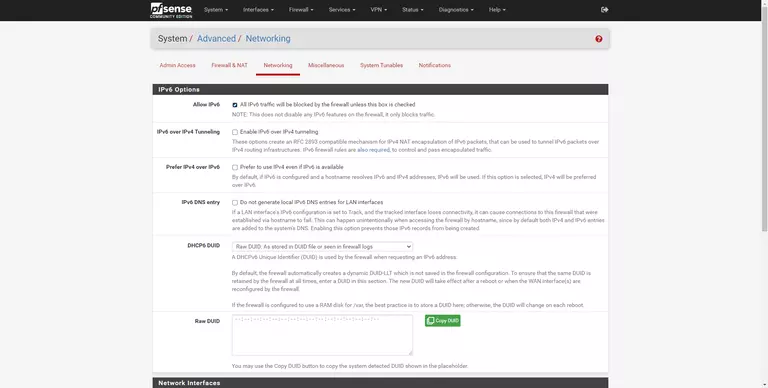 pfsense
COMMUNITY EDITION
System Interfaces Firewall Services VPN Status Diagnostics Help
System / Advanced / Networking
Admin Access Firewall & NAT Networking Miscellaneous System Tunables Notifications
IPv6 Options
Allow IPv6 All IPv6 traffic will be blocked by the firewall unless this box is checked
NOTE: This does not disable any IPv6 features on the firewall, it only blocks traffic.
IPv6 over IPv4 Tunneling Enable IPv6 over IPv4 tunneling
These options create an RFC 2893 compatible mechanism for IPv4 NAT encapsulation of IPv6 packets, that can be used to tunnel IPv6 packets over
IPv4 routing infrastructures. IPv6 firewall rules are also required, to control and pass encapsulated traffic.
Prefer IPv4 over IPv6 Prefer to use IPv4 even if IPv6 is available
By default, if IPv6 is configured and a hostname resolves IPv6 and IPv4 addresses, IPv6 will be used. If this option is selected, IPv4 will be preferred
over IPv6.
IPv6 DNS entry Do not generate local IPv6 DNS entries for LAN interfaces
If a LAN interface's IPv6 configuration is set to Track, and the tracked interface loses connectivity, it can cause connections to this firewall that were
established via hostname to fail. This can happen unintentionally when accessing the firewall by hostname, since by default both IPv4 and IPv6 entries
are added to the system's DNS. Enabling this option prevents those IPv6 records from being created.
DHCP6 DUID Raw DUID: As stored in DUID file or seen in firewall logs
A DHCPv6 Unique Identifier (DUID) is used by the firewall when requesting an IPv6 address.
By default, the firewall automatically creates a dynamic DUID-LLT which is not saved in the firewall configuration. To ensure that the same DUID is
retained by the firewall at all times, enter a DUID in this section. The new DUID will take effect after a reboot or when the WAN interface(s) are
reconfigured by the firewall.
If the firewall is configured to use a RAM disk for /var, the best practice is to store a DUID here; otherwise, the DUID will change on each reboot.
Raw DUID Copy DUID
You may use the Copy DUID button to copy the system detected DUID shown in the placeholder.
Network Interfaces